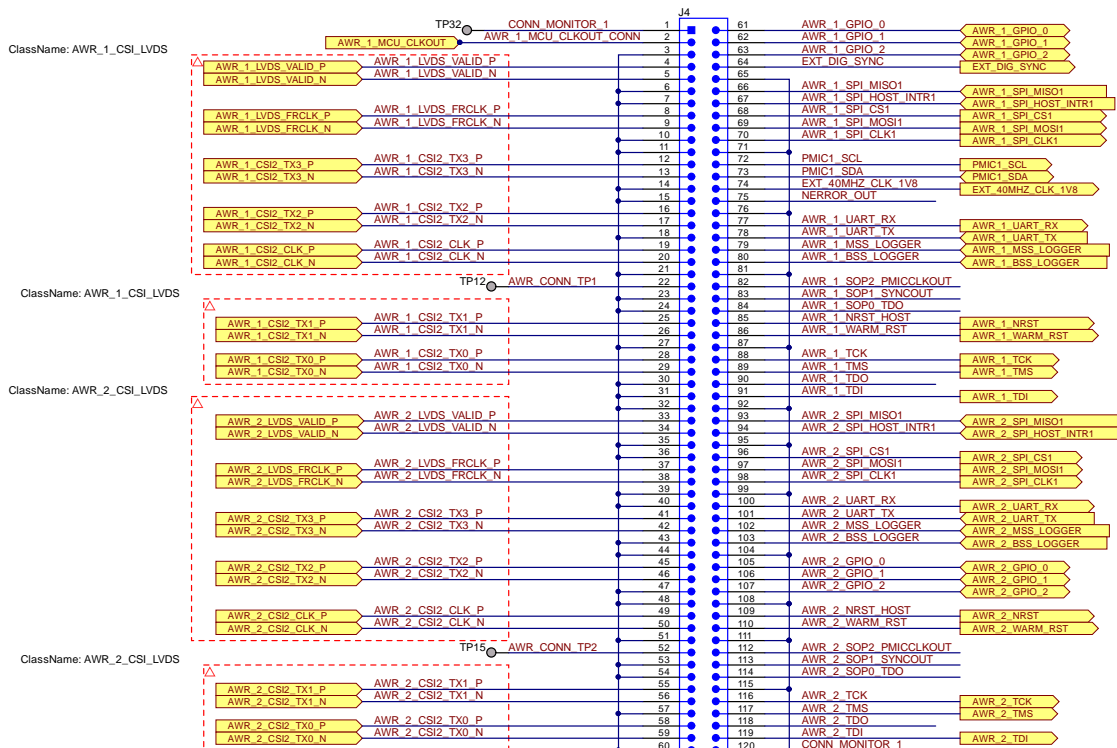 J4
TP32 CONN_MONITOR_1 1 61 AWR_1_GPIO_0 AWR_1_GPIO_0
AWR_1_MCU_CLKOUT AWR_1_MCU_CLKOUT_CONN 2 62 AWR_1_GPIO_1 AWR_1_GPIO_1
ClassName: AWR_1_CSI_LVDS
3 63 AWR_1_GPIO_2 AWR_1_GPIO_2
AWR_1_LVDS_VALID_P AWR_1_LVDS_VALID_P 4 64 EXT_DIG_SYNC EXT_DIG_SYNC
AWR_1_LVDS_VALID_N AWR_1_LVDS_VALID_N 5 65
6 66 AWR_1_SPI_MISO1 AWR_1_SPI_MISO1
7 67 AWR_1_SPI_HOST_INTR1 AWR_1_SPI_HOST_INTR1
AWR_1_LVDS_FRCLK_P AWR_1_LVDS_FRCLK_P 8 68 AWR_1_SPI_CS1 AWR_1_SPI_CS1
AWR_1_LVDS_FRCLK_N AWR_1_LVDS_FRCLK_N 9 69 AWR_1_SPI_MOSI1 AWR_1_SPI_MOSI1
10 70 AWR_1_SPI_CLK1 AWR_1_SPI_CLK1
11 71
AWR_1_CSI2_TX3_P AWR_1_CSI2_TX3_P 12 72 PMIC1_SCL PMIC1_SCL
AWR_1_CSI2_TX3_N AWR_1_CSI2_TX3_N 13 73 PMIC1_SDA PMIC1_SDA
14 74 EXT_40MHZ_CLK_1V8 EXT_40MHZ_CLK_1V8
15 75 NERROR_OUT
AWR_1_CSI2_TX2_P AWR_1_CSI2_TX2_P 16 76
AWR_1_CSI2_TX2_N AWR_1_CSI2_TX2_N 17 77 AWR_1_UART_RX AWR_1_UART_RX
18 78 AWR_1_UART_TX AWR_1_UART_TX
AWR_1_CSI2_CLK_P AWR_1_CSI2_CLK_P 19 79 AWR_1_MSS_LOGGER AWR_1_MSS_LOGGER
AWR_1_CSI2_CLK_N AWR_1_CSI2_CLK_N 20 80 AWR_1_BSS_LOGGER AWR_1_BSS_LOGGER
21 81
TP12 AWR_CONN_TP1 22 82 AWR_1_SOP2_PMICCLKOUT
ClassName: AWR_1_CSI_LVDS
23 83 AWR_1_SOP1_SYNCOUT
24 84 AWR_1_SOP0_TDO
AWR_1_CSI2_TX1_P AWR_1_CSI2_TX1_P 25 85 AWR_1_NRST_HOST AWR_1_NRST
AWR_1_CSI2_TX1_N AWR_1_CSI2_TX1_N 26 86 AWR_1_WARM_RST AWR_1_WARM_RST
27 87
AWR_1_CSI2_TX0_P AWR_1_CSI2_TX0_P 28 88 AWR_1_TCK AWR_1_TCK
AWR_1_CSI2_TX0_N AWR_1_CSI2_TX0_N 29 89 AWR_1_TMS AWR_1_TMS
30 90 AWR_1_TDO
ClassName: AWR_2_CSI_LVDS
31 91 AWR_1_TDI AWR_1_TDI
32 92
AWR_2_LVDS_VALID_P AWR_2_LVDS_VALID_P 33 93 AWR_2_SPI_MISO1 AWR_2_SPI_MISO1
AWR_2_LVDS_VALID_N AWR_2_LVDS_VALID_N 34 94 AWR_2_SPI_HOST_INTR1 AWR_2_SPI_HOST_INTR1
35 95
36 96 AWR_2_SPI_CS1 AWR_2_SPI_CS1
AWR_2_LVDS_FRCLK_P AWR_2_LVDS_FRCLK_P 37 97 AWR_2_SPI_MOSI1 AWR_2_SPI_MOSI1
AWR_2_LVDS_FRCLK_N AWR_2_LVDS_FRCLK_N 38 98 AWR_2_SPI_CLK1 AWR_2_SPI_CLK1
39 99
40 100 AWR_2_UART_RX AWR_2_UART_RX
AWR_2_CSI2_TX3_P AWR_2_CSI2_TX3_P 41 101 AWR_2_UART_TX AWR_2_UART_TX
AWR_2_CSI2_TX3_N AWR_2_CSI2_TX3_N 42 102 AWR_2_MSS_LOGGER AWR_2_MSS_LOGGER
43 103 AWR_2_BSS_LOGGER AWR_2_BSS_LOGGER
44 104
AWR_2_CSI2_TX2_P AWR_2_CSI2_TX2_P 45 105 AWR_2_GPIO_0 AWR_2_GPIO_0
AWR_2_CSI2_TX2_N AWR_2_CSI2_TX2_N 46 106 AWR_2_GPIO_1 AWR_2_GPIO_1
47 107 AWR_2_GPIO_2 AWR_2_GPIO_2
48 108
AWR_2_CSI2_CLK_P AWR_2_CSI2_CLK_P 49 109 AWR_2_NRST_HOST AWR_2_NRST
AWR_2_CSI2_CLK_N AWR_2_CSI2_CLK_N 50 110 AWR_2_WARM_RST AWR_2_WARM_RST
51 111
TP15 AWR_CONN_TP2 52 112 AWR_2_SOP2_PMICCLKOUT
ClassName: AWR_2_CSI_LVDS
53 113 AWR_2_SOP1_SYNCOUT
54 114 AWR_2_SOP0_TDO
AWR_2_CSI2_TX1_P AWR_2_CSI2_TX1_P 55 115
AWR_2_CSI2_TX1_N AWR_2_CSI2_TX1_N 56 116 AWR_2_TCK AWR_2_TCK
57 117 AWR_2_TMS AWR_2_TMS
AWR_2_CSI2_TX0_P AWR_2_CSI2_TX0_P 58 118 AWR_2_TDO
AWR_2_CSI2_TX0_N AWR_2_CSI2_TX0_N 59 119 AWR_2_TDI AWR_2_TDI
60 120 CONN_MONITOR_1